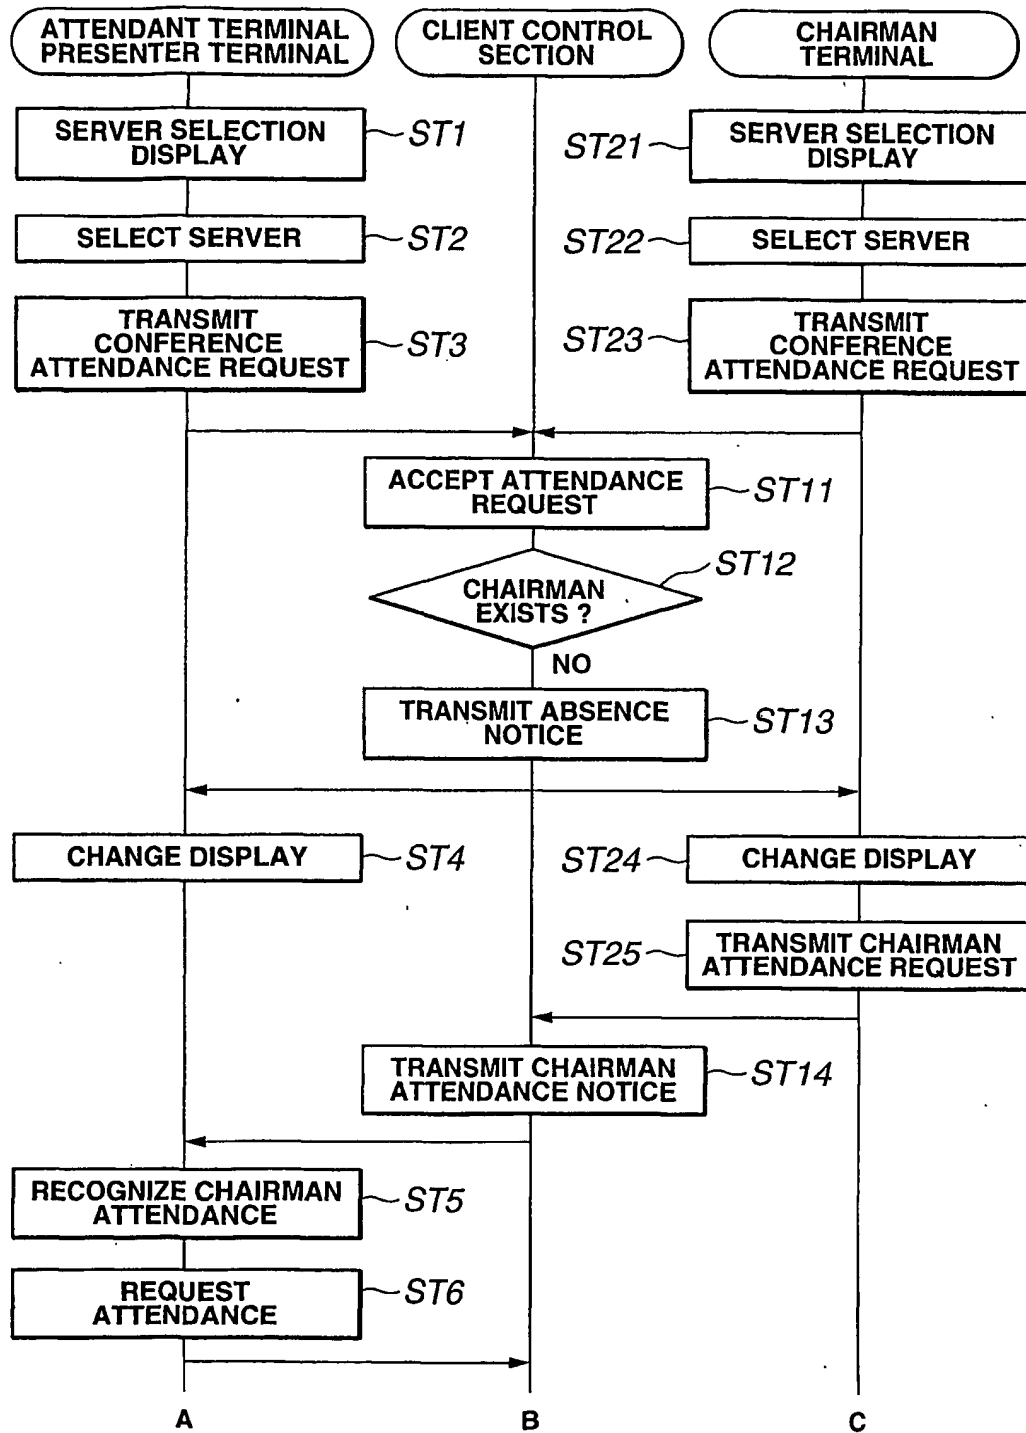 ATTENDANT TERMINAL
PRESENTER TERMINAL
CLIENT CONTROL
SECTION
CHAIRMAN
TERMINAL
SERVER SELECTION
DISPLAY
ST1
ST21
SERVER SELECTION
DISPLAY
SELECT SERVER
ST2
ST22
SELECT SERVER
TRANSMIT
CONFERENCE
ATTENDANCE REQUEST
ST3
ST23
TRANSMIT
CONFERENCE
ATTENDANCE REQUEST
ACCEPT ATTENDANCE
REQUEST
ST11
CHAIRMAN
EXISTS ?
ST12
NO
TRANSMIT ABSENCE
NOTICE
ST13
CHANGE DISPLAY
ST4
ST24
CHANGE DISPLAY
ST25
TRANSMIT CHAIRMAN
ATTENDANCE REQUEST
TRANSMIT CHAIRMAN
ATTENDANCE NOTICE
ST14
RECOGNIZE CHAIRMAN
ATTENDANCE
ST5
REQUEST
ATTENDANCE
ST6
A
B
C